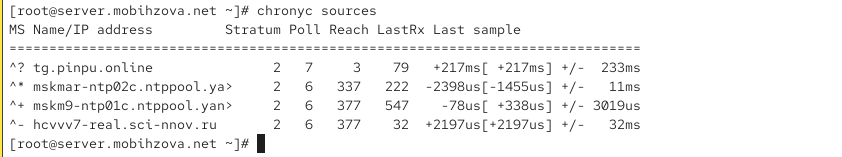 [root@server.mobihzova.net ~]# chronyc sources
MS Name/IP address         Stratum Poll Reach LastRx Last sample
===============================================================================
^? tg.pinpu.online               2   7     3    79   +217ms[ +217ms] +/-  233ms
^* mskmar-ntp02c.ntppool.ya>     2   6   337   222  -2398us[-1455us] +/-   11ms
^+ mskm9-ntp01c.ntppool.yan>     2   6   377   547    -78us[ +338us] +/- 3019us
^- hcvvv7-real.sci-nnov.ru       2   6   377    32  +2197us[+2197us] +/-   32ms
[root@server.mobihzova.net ~]#